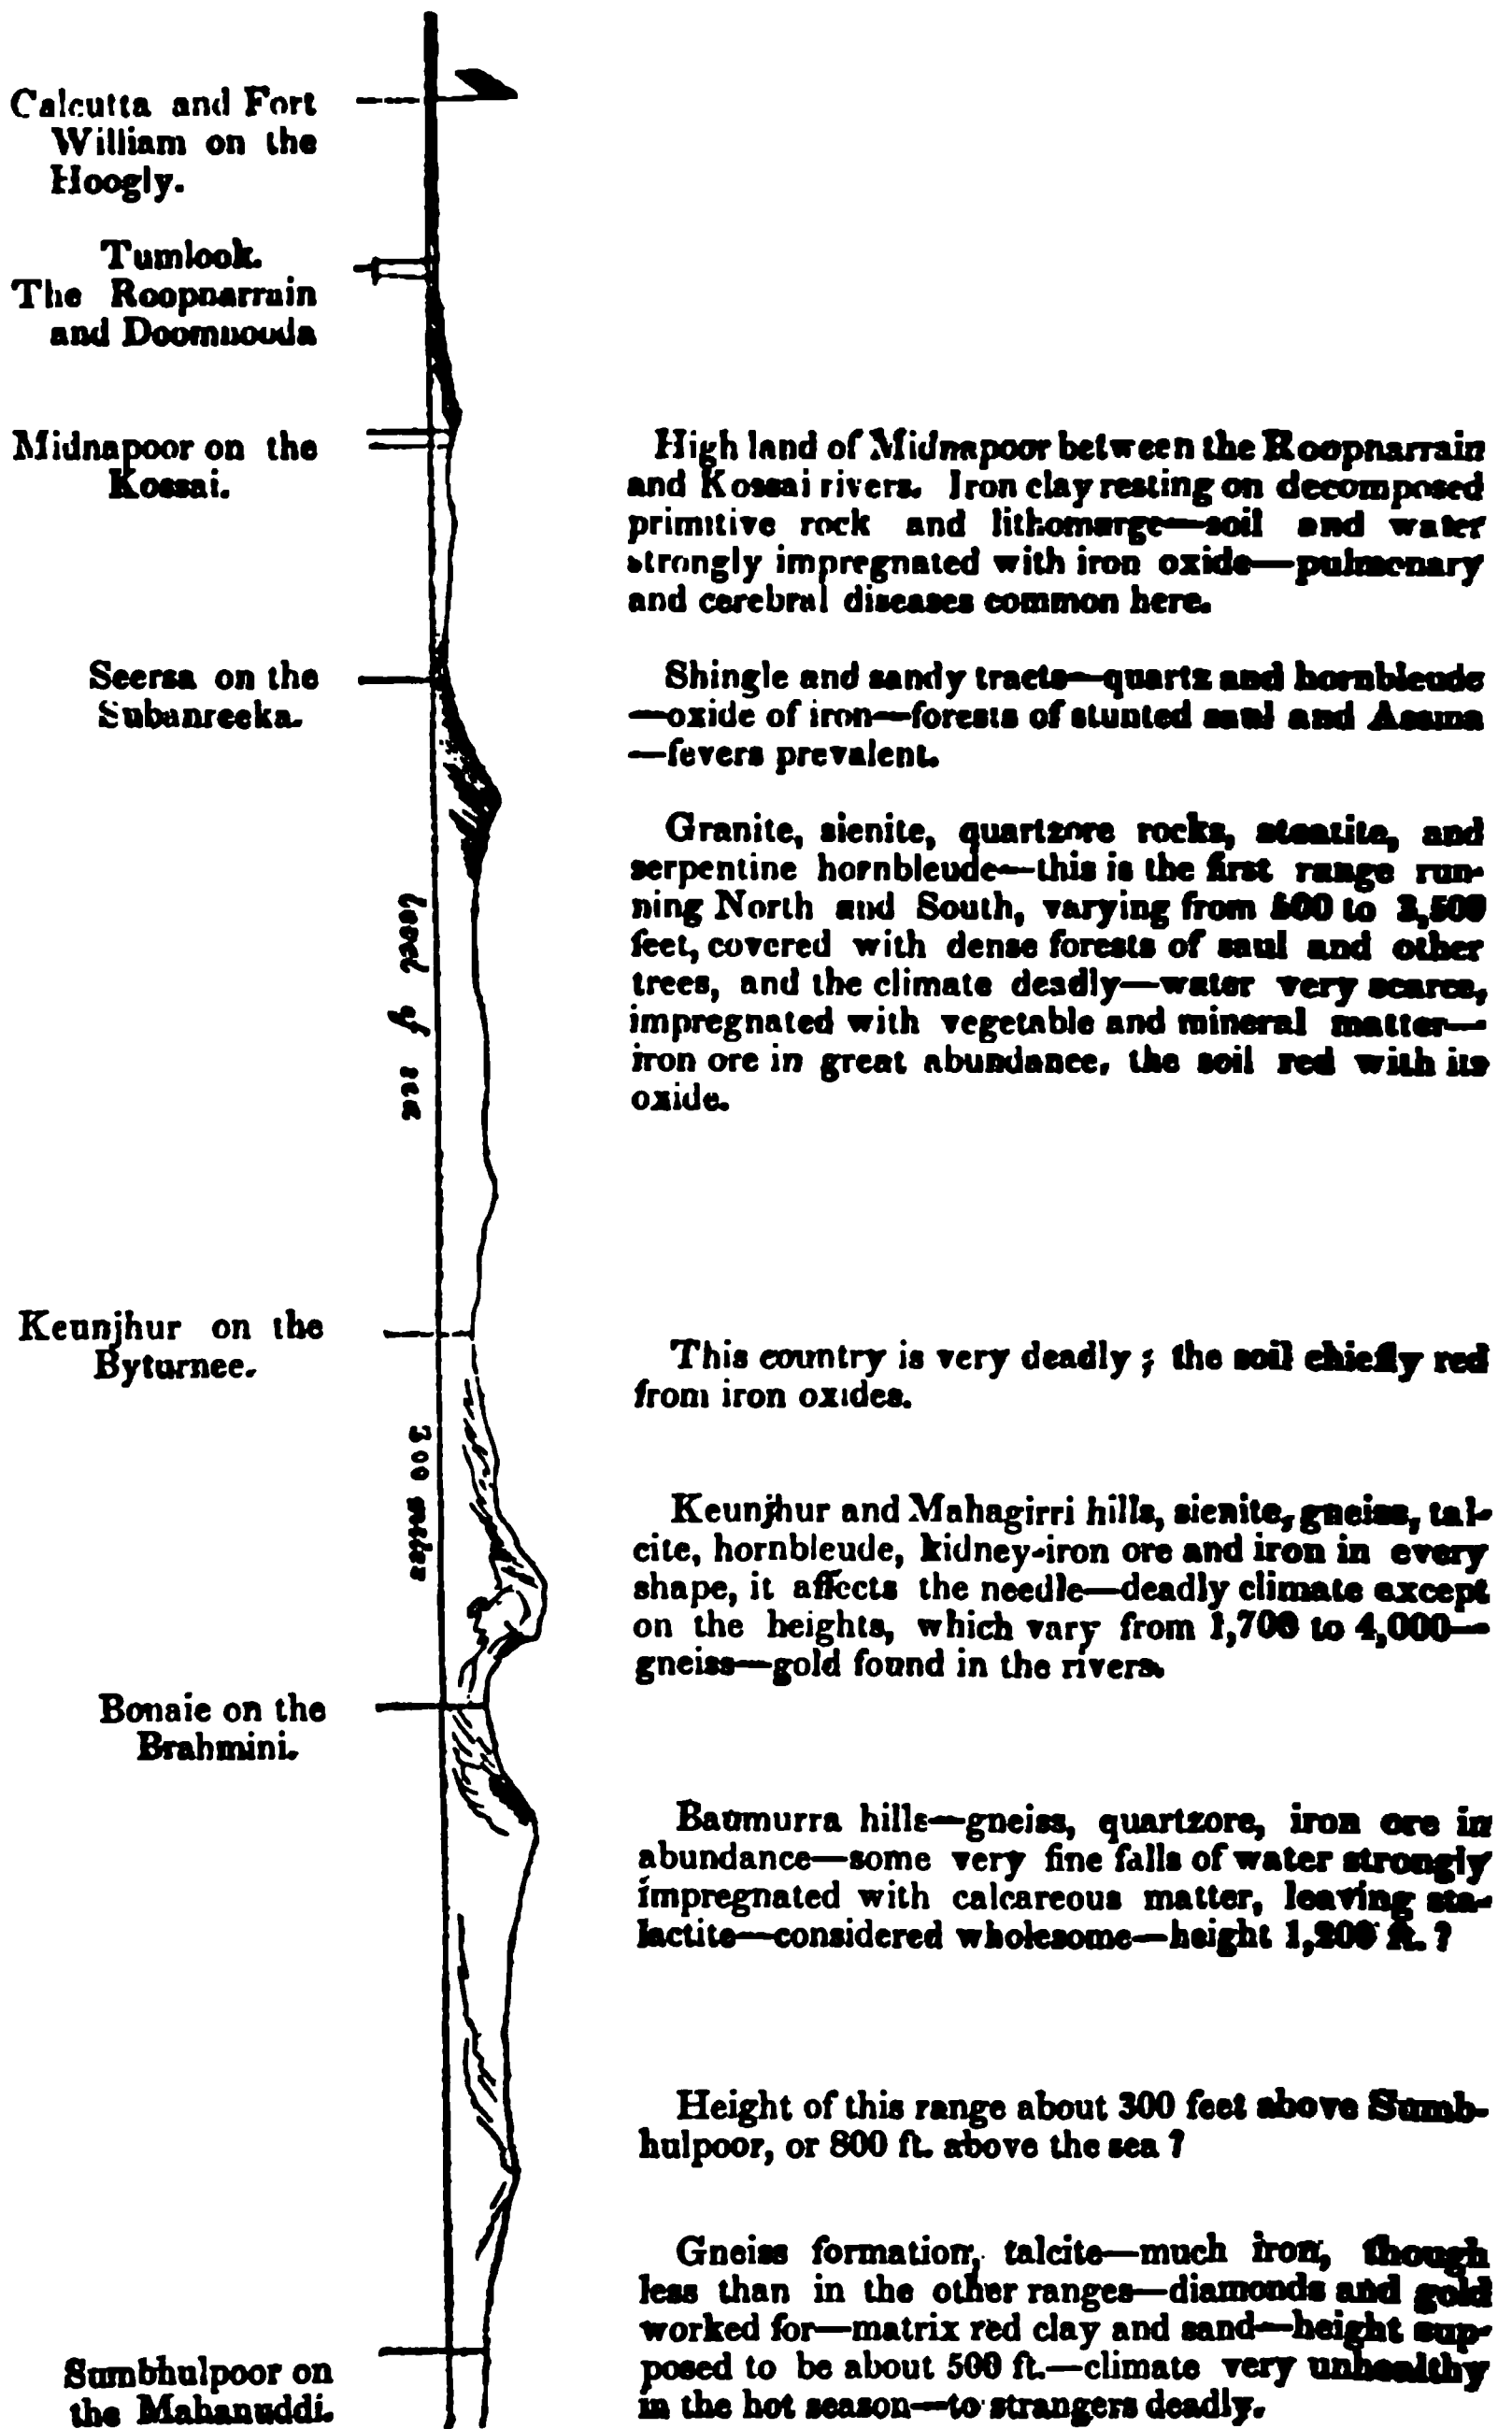 Calcutta and Fort
William on the
Hoogly.
Tumlook.
The Roopnarrain
and Doomnouda
Midnapoor on the
Kossai.
High land of Midnapoor between the Roopnarrain
and Kossai rivers. Iron clay resting on decomposed
primitive rock and lithomarge—soil and water
strongly impregnated with iron oxide—pulmonary
and cerebral diseases common here.
Seersa on the
Subanreeka.
Shingle and sandy tracts—quartz and hornbleude
—oxide of iron—forests of stunted saul and Asama
—fevers prevalent.
Granite, sienite, quartzore rocks, steatite, and
serpentine hornbleude—this is the first range run-
ning North and South, varying from to
feet, covered with dense forests of saul and other
trees, and the climate deadly—water very scarce,
impregnated with vegetable and mineral matter—
iron ore in great abundance, the soil red with its
oxide.
Level of sea
Keunjhur on the
Byturnee.
This country is very deadly; the soil chiefly red
from iron oxides.
300 miles
Keunjhur and Mahagirri hills, sienite, gneiss, tal-
cite, hornbleude, kidney-iron ore and iron in every
shape, it affects the needle—deadly climate except
on the heights, which vary from 1,700 to 4,000—
gneiss—gold found in the rivers.
Bonaie on the
Brahmini.
Baumurra hills—gneiss, quartzore, iron ore in
abundance—some very fine falls of water strongly
impregnated with calcareous matter, leaving sta-
lactite—considered wholesome—height 1,200 ft. ?
Height of this range about 300 feet above Sumb-
hulpoor, or 800 ft. above the sea ?
Gneiss formation, talcite—much iron, though
less than in the other ranges—diamonds and gold
worked for—matrix red clay and sand—height sup-
posed to be about 500 ft.—climate very unhealthy
in the hot season—to strangers deadly.
Sumbhulpoor on
the Mahanuddi.